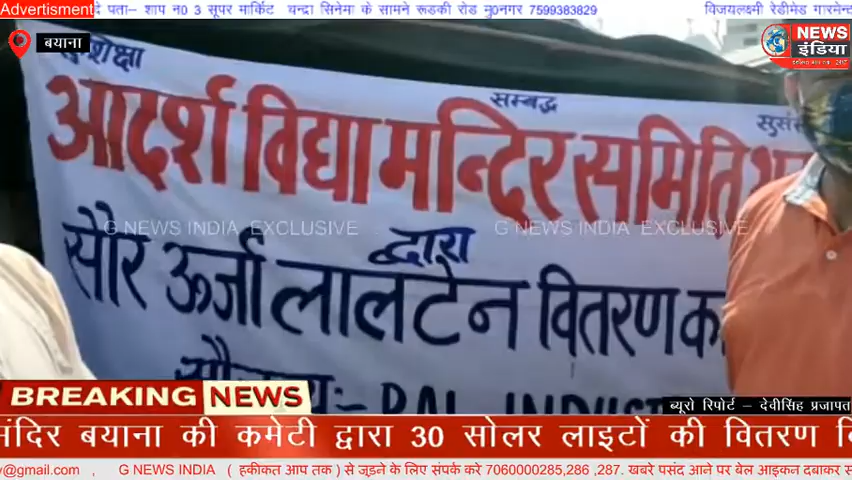 Advertisment
पता– शाप न0 3 सूपर मार्किट चन्द्रा सिनेमा के सामने रूडकी रोड मु0नगर 7599383829 विजयलक्ष्मी रेडीमेड गारमेन्ट
बयाना
NEWS
इंडिया
सम्बद्ध
आदर्श विद्या मन्दिर समिति
G NEWS INDIA EXCLUSIVE G NEWS INDIA EXCLUSIVE
द्वारा
सौर ऊर्जा लालटेन वितरण
BREAKING NEWS
ब्यूरो रिपोर्ट – देवीसिंह प्रजापत
मंदिर बयाना की कमेटी द्वारा 30 सोलर लाइटों की वितरण
@gmail.com , G NEWS INDIA ( हकीकत आप तक ) से जुड़ने के लिए संपर्क करे 7060000285,286 ,287. खबरे पसंद आने पर बेल आइकन दबाकर